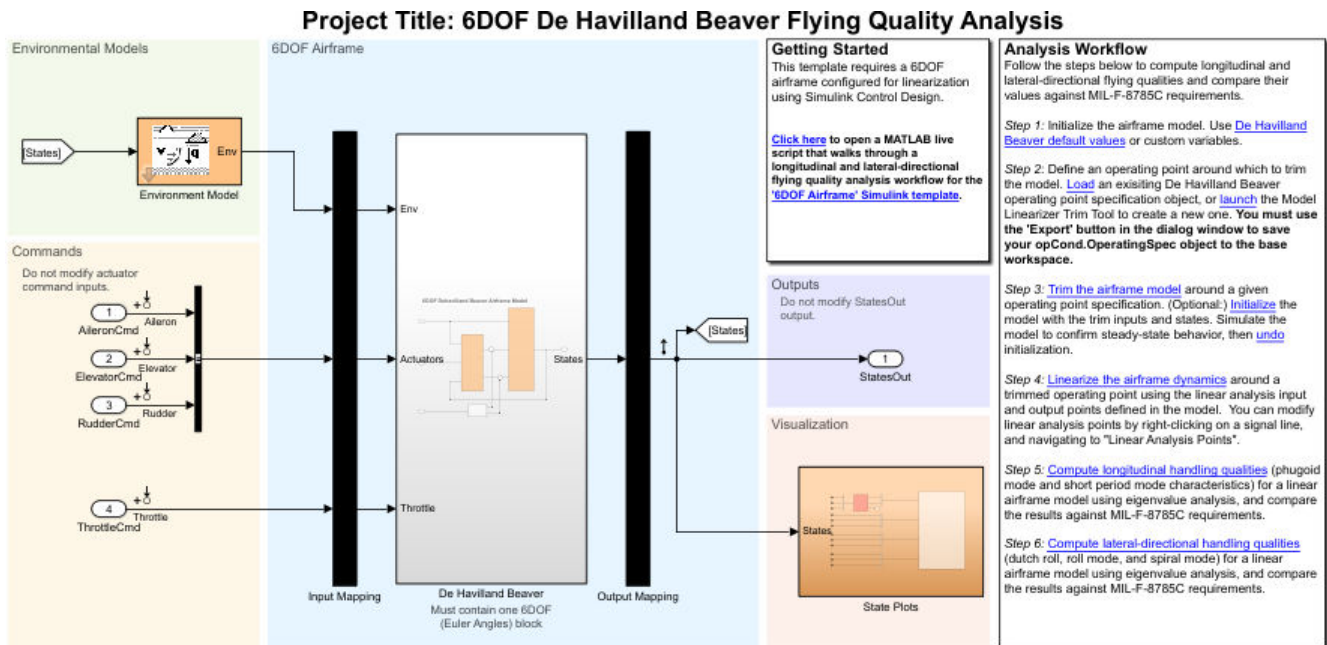 Project Title: 6DOF De Havilland Beaver Flying Quality Analysis
Environmental Models
[States]
Env
Environment Model
Commands
Do not modify actuator
command inputs.
1
Aileron
AileronCmd
2
Elevator
ElevatorCmd
3
Rudder
RudderCmd
4
Throttle
ThrottleCmd
6DOF Airframe
Env
Actuators
Throttle
States
Input Mapping
De Havilland Beaver
Must contain one 6DOF
(Euler Angles) block
Output Mapping
Getting Started
This template requires a 6DOF
airframe configured for linearization
using Simulink Control Design.
Click here to open a MATLAB live
script that walks through a
longitudinal and lateral-directional
flying quality analysis workflow for the
'6DOF Airframe' Simulink template.
Outputs
Do not modify StatesOut
output.
[States]
1
StatesOut
Visualization
States
State Plots
Analysis Workflow
Follow the steps below to compute longitudinal and
lateral-directional flying qualities and compare their
values against MIL-F-8785C requirements.
Step 1: Initialize the airframe model. Use De Havilland
Beaver default values or custom variables.
Step 2: Define an operating point around which to trim
the model. Load an exisiting De Havilland Beaver
operating point specification object, or launch the Model
Linearizer Trim Tool to create a new one. You must use
the 'Export' button in the dialog window to save
your opCond.OperatingSpec object to the base
workspace.
Step 3: Trim the airframe model around a given
operating point specification. (Optional:) Initialize the
model with the trim inputs and states. Simulate the
model to confirm steady-state behavior, then undo
initialization.
Step 4: Linearize the airframe dynamics around a
trimmed operating point using the linear analysis input
and output points defined in the model. You can modify
linear analysis points by right-clicking on a signal line,
and navigating to "Linear Analysis Points".
Step 5: Compute longitudinal handling qualities (phugoid
mode and short period mode characteristics) for a linear
airframe model using eigenvalue analysis, and compare
the results against MIL-F-8785C requirements.
Step 6: Compute lateral-directional handling qualities
(dutch roll, roll mode, and spiral mode) for a linear
airframe model using eigenvalue analysis, and compare
the results against MIL-F-8785C requirements.